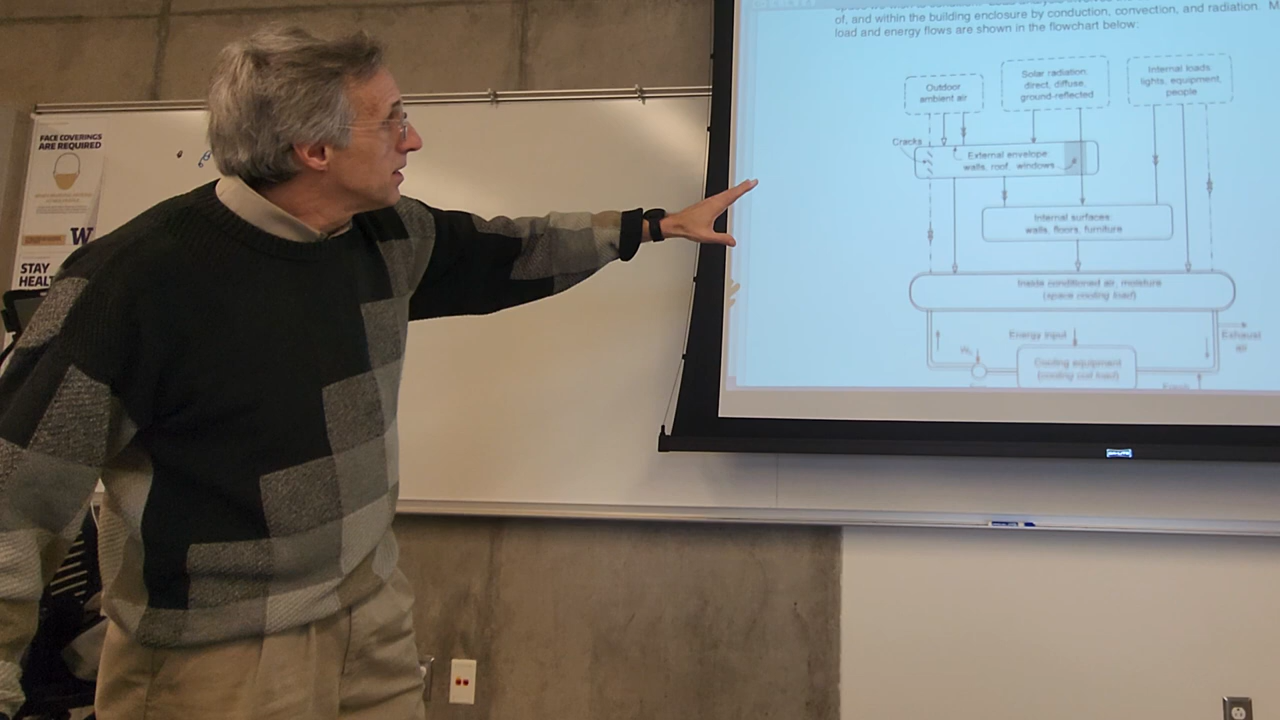 of, and within the building enclosure by conduction, convection, and radiation. M
load and energy flows are shown in the flowchart below:
Outdoor
ambient air
Solar radiation:
direct, diffuse,
ground-reflected
Internal loads:
lights, equipment,
people
Cracks
External envelope:
walls, roof, windows
Internal surfaces:
walls, floors, furniture
Inside conditioned air, moisture
(space cooling load)
Energy input
Exhaust
air
Cooling equipment
(cooling coil load)
FACE COVERINGS
ARE REQUIRED
W
STAY
HEAL